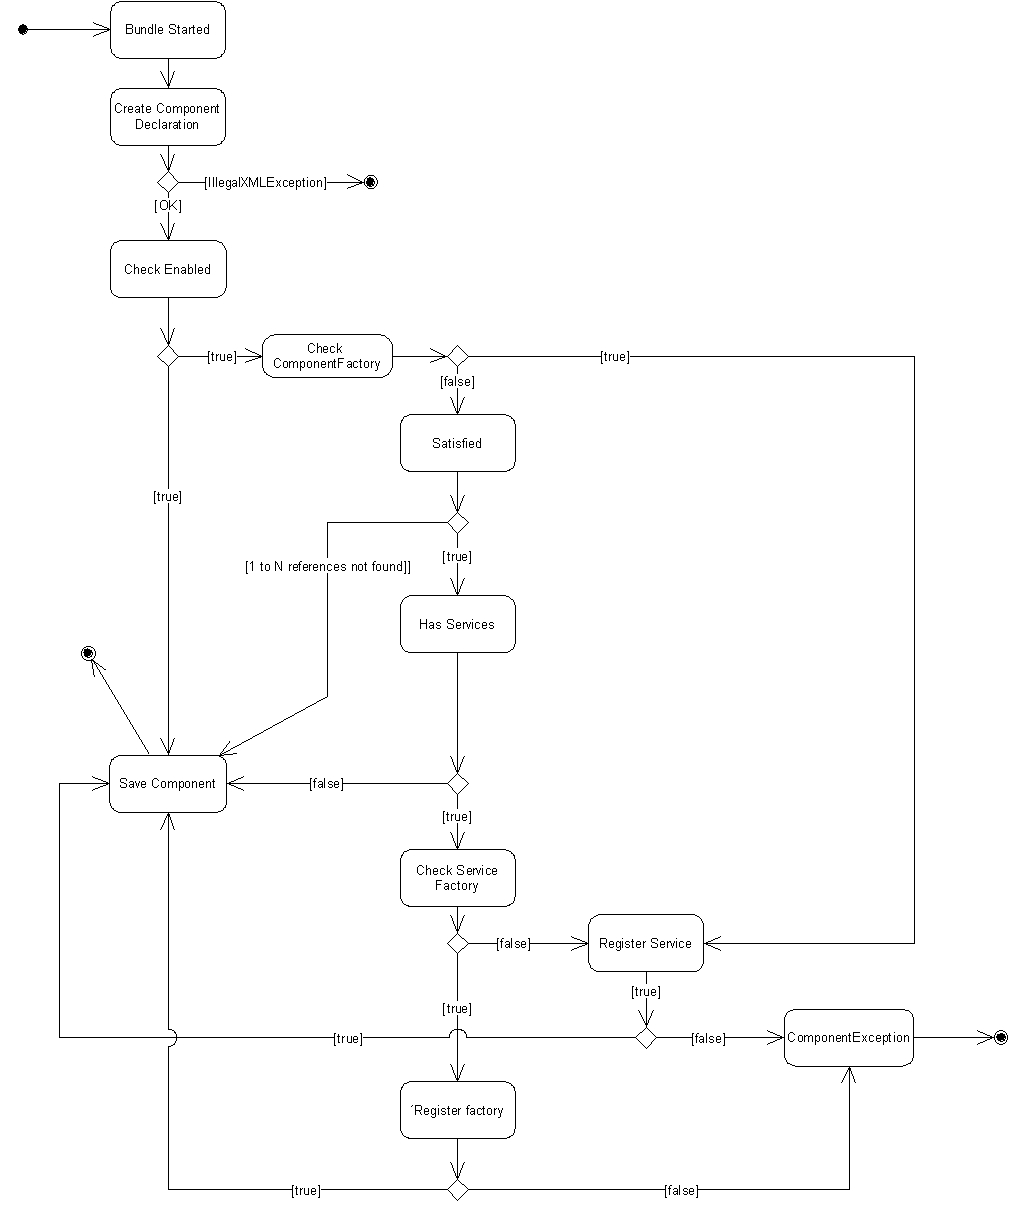 Bundle Started
Create Component
Declaration
[IllegalXMLException]
[OK]
Check Enabled
[true]
Check
ComponentFactory
[true]
[false]
Satisfied
[true]
[true]
[1 to N references not found]]
Has Services
Save Component
[false]
[true]
Check Service
Factory
[false]
Register Service
[true]
[true]
[true]
[false]
ComponentException
´Register factory
[true]
[false]